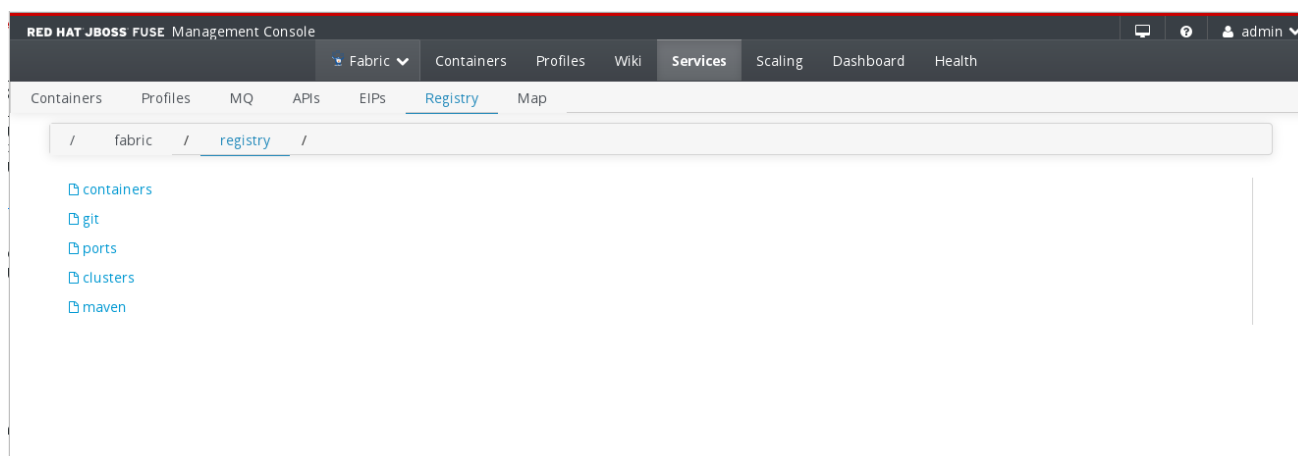 RED HAT JBOSS FUSE Management Console admin
Fabric Containers Profiles Wiki Services Scaling Dashboard Health
Containers Profiles MQ APIs EIPs Registry Map
/ fabric / registry /
containers
git
ports
clusters
maven